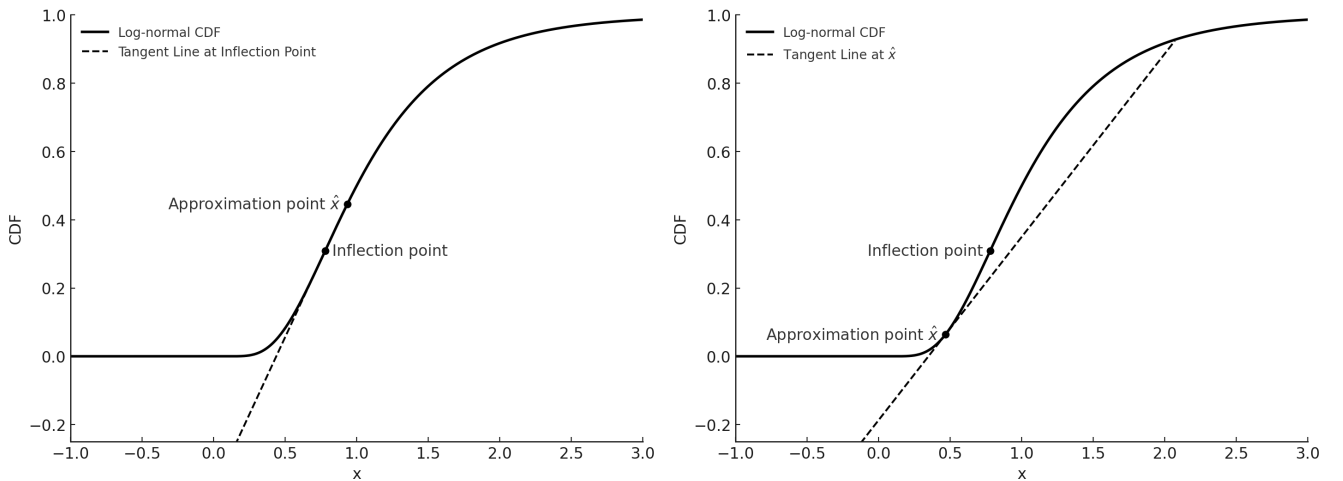 1.0
0.8
0.6
0.4
0.2
0.0
−0.2
CDF
Log-normal CDF
Tangent Line at Inflection Point
Approximation point x̂
Inflection point
−1.0 −0.5 0.0 0.5 1.0 1.5 2.0 2.5 3.0
x
1.0
0.8
0.6
0.4
0.2
0.0
−0.2
CDF
Log-normal CDF
Tangent Line at x̂
Inflection point
Approximation point x̂
−1.0 −0.5 0.0 0.5 1.0 1.5 2.0 2.5 3.0
x